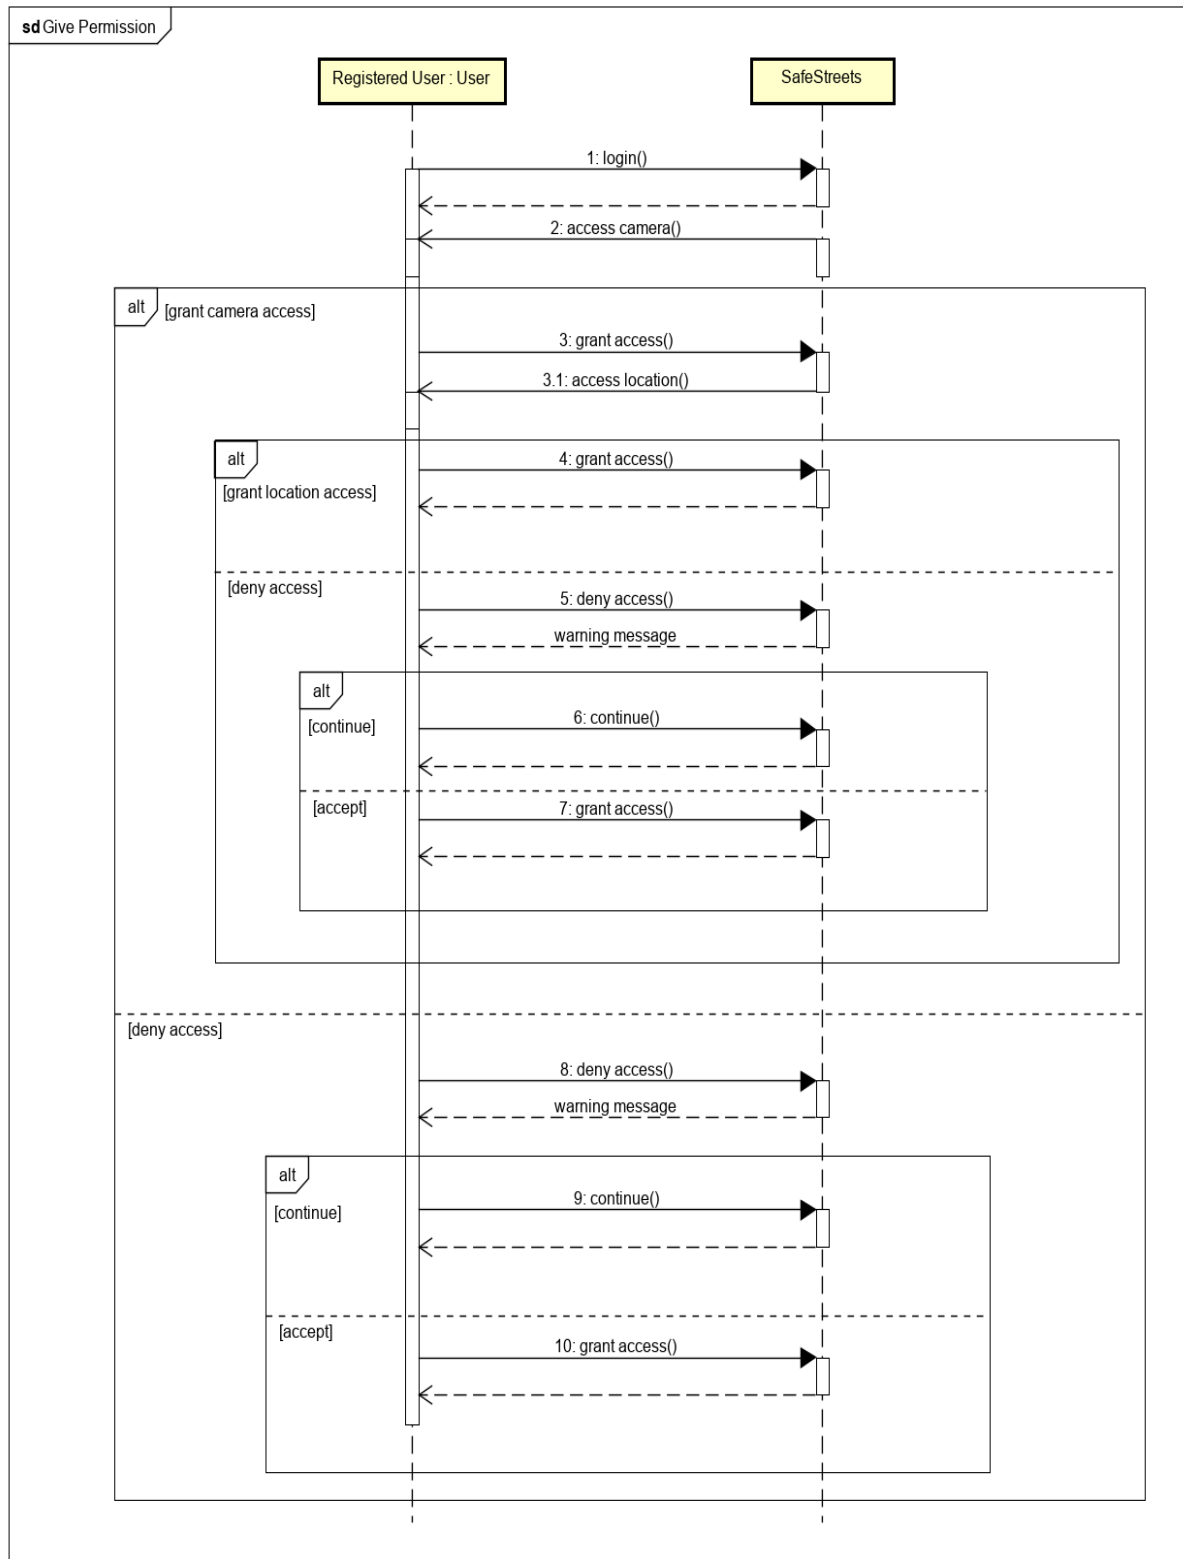 sd Give Permission
Registered User : User
SafeStreets
1: login()
2: access camera()
alt
[grant camera access]
3: grant access()
3.1: access location()
alt
4: grant access()
[grant location access]
[deny access]
5: deny access()
warning message
alt
6: continue()
[continue]
[accept]
7: grant access()
[deny access]
8: deny access()
warning message
alt
9: continue()
[continue]
[accept]
10: grant access()